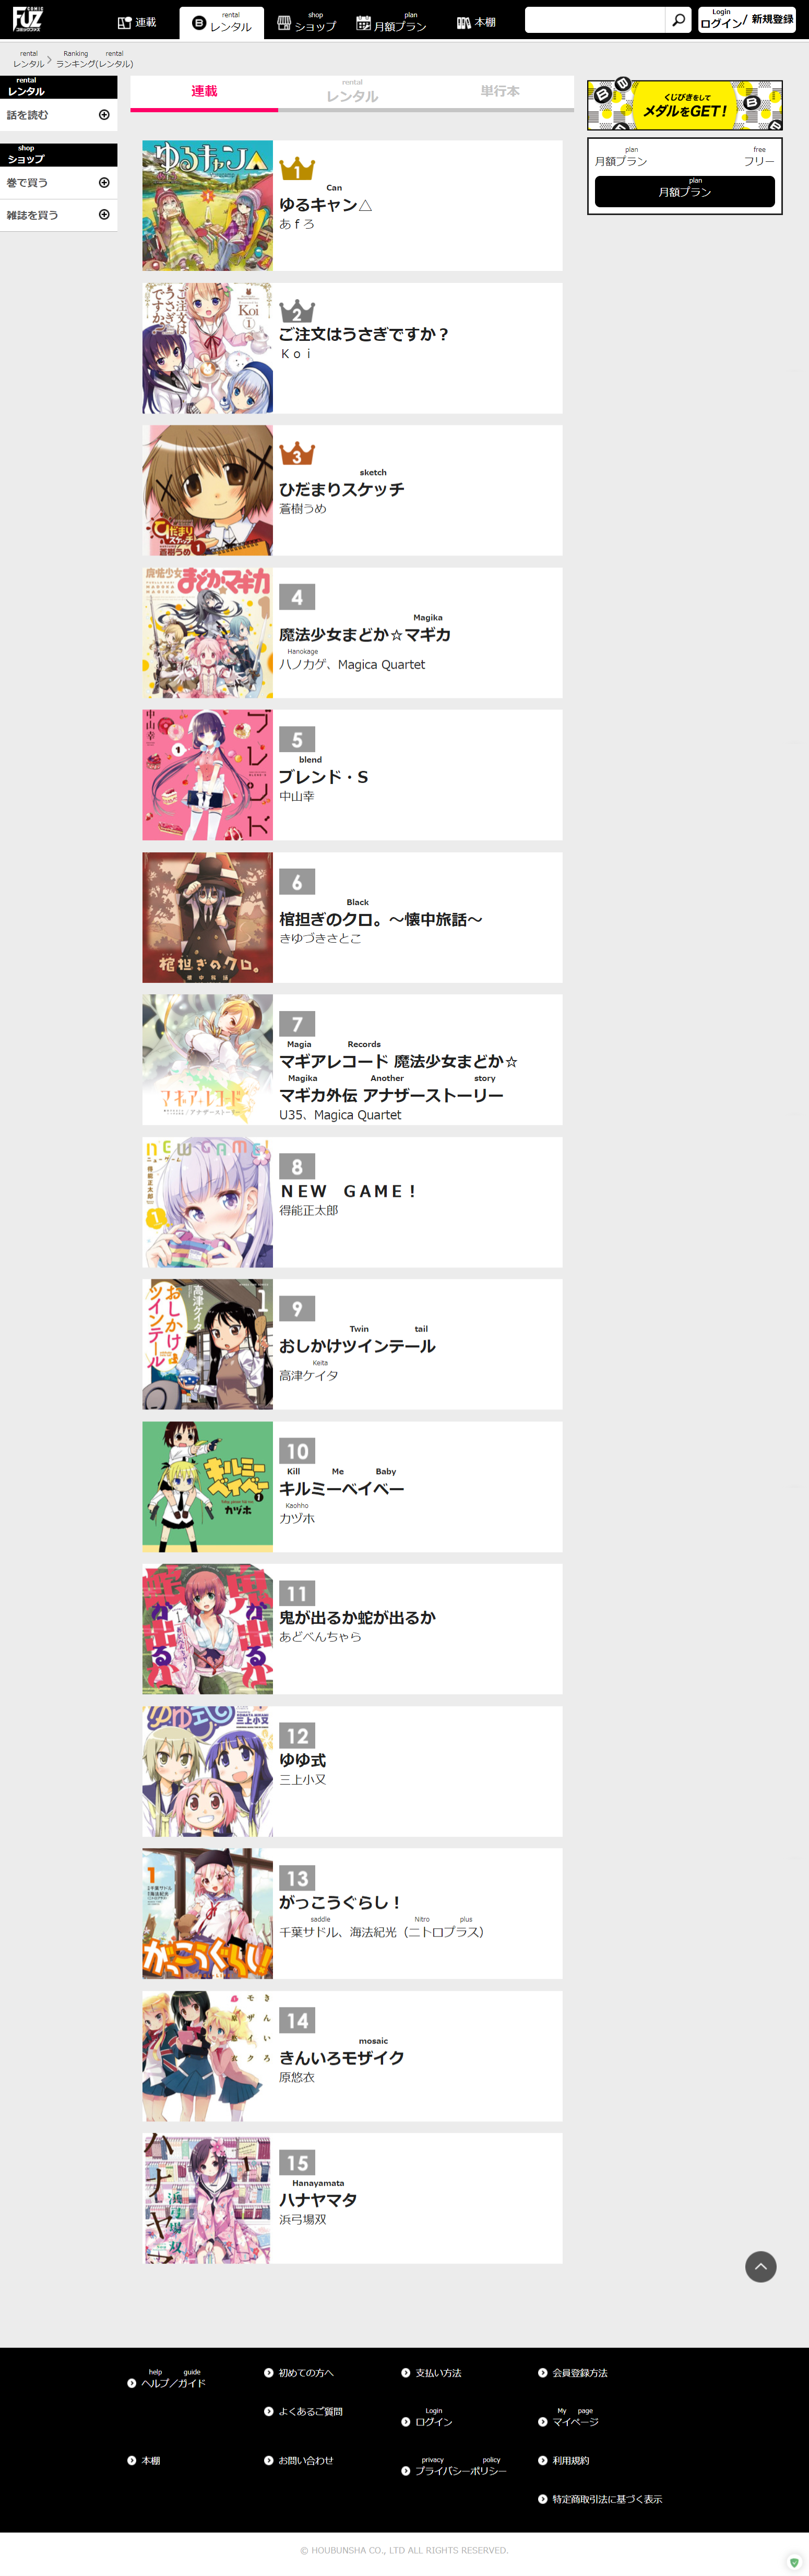 COMIC
FUZ
コミックファズ
連載
rental
レンタル
shop
ショップ
plan
月額プラン
本棚
Login
ログイン / 新規登録
rental Ranking rental
レンタル > ランキング(レンタル)
rental
レンタル
話を読む
shop
ショップ
巻で買う
雑誌を買う
連載
rental
レンタル
単行本
くじびきをして
メダルをGET!
plan free
月額プラン フリー
plan
月額プラン
1
Can
ゆるキャン△
あｆろ
2
ご注文はうさぎですか？
Ｋｏｉ
3
sketch
ひだまりスケッチ
蒼樹うめ
4
Magika
魔法少女まどか☆マギカ
Hanokage
ハノカゲ、Magica Quartet
5
blend
ブレンド・S
中山幸
6
Black
棺担ぎのクロ。～懐中旅話～
きゆづきさとこ
7
Magia Records
マギアレコード 魔法少女まどか☆
Magika Another story
マギカ外伝 アナザーストーリー
U35、Magica Quartet
8
ＮＥＷ　ＧＡＭＥ！
得能正太郎
9
Twin tail
おしかけツインテール
Keita
高津ケイタ
10
Kill Me Baby
キルミーベイベー
Kaohho
カヅホ
11
鬼が出るか蛇が出るか
あどべんちゃら
12
ゆゆ式
三上小又
13
がっこうぐらし！
saddle Nitro plus
千葉サドル、海法紀光（ニトロプラス）
14
mosaic
きんいろモザイク
原悠衣
15
Hanayamata
ハナヤマタ
浜弓場双
help guide
ヘルプ／ガイド
初めての方へ
支払い方法
会員登録方法
よくあるご質問
Login
ログイン
My page
マイページ
本棚
お問い合わせ
privacy policy
プライバシーポリシー
利用規約
特定商取引法に基づく表示
© HOUBUNSHA CO., LTD ALL RIGHTS RESERVED.